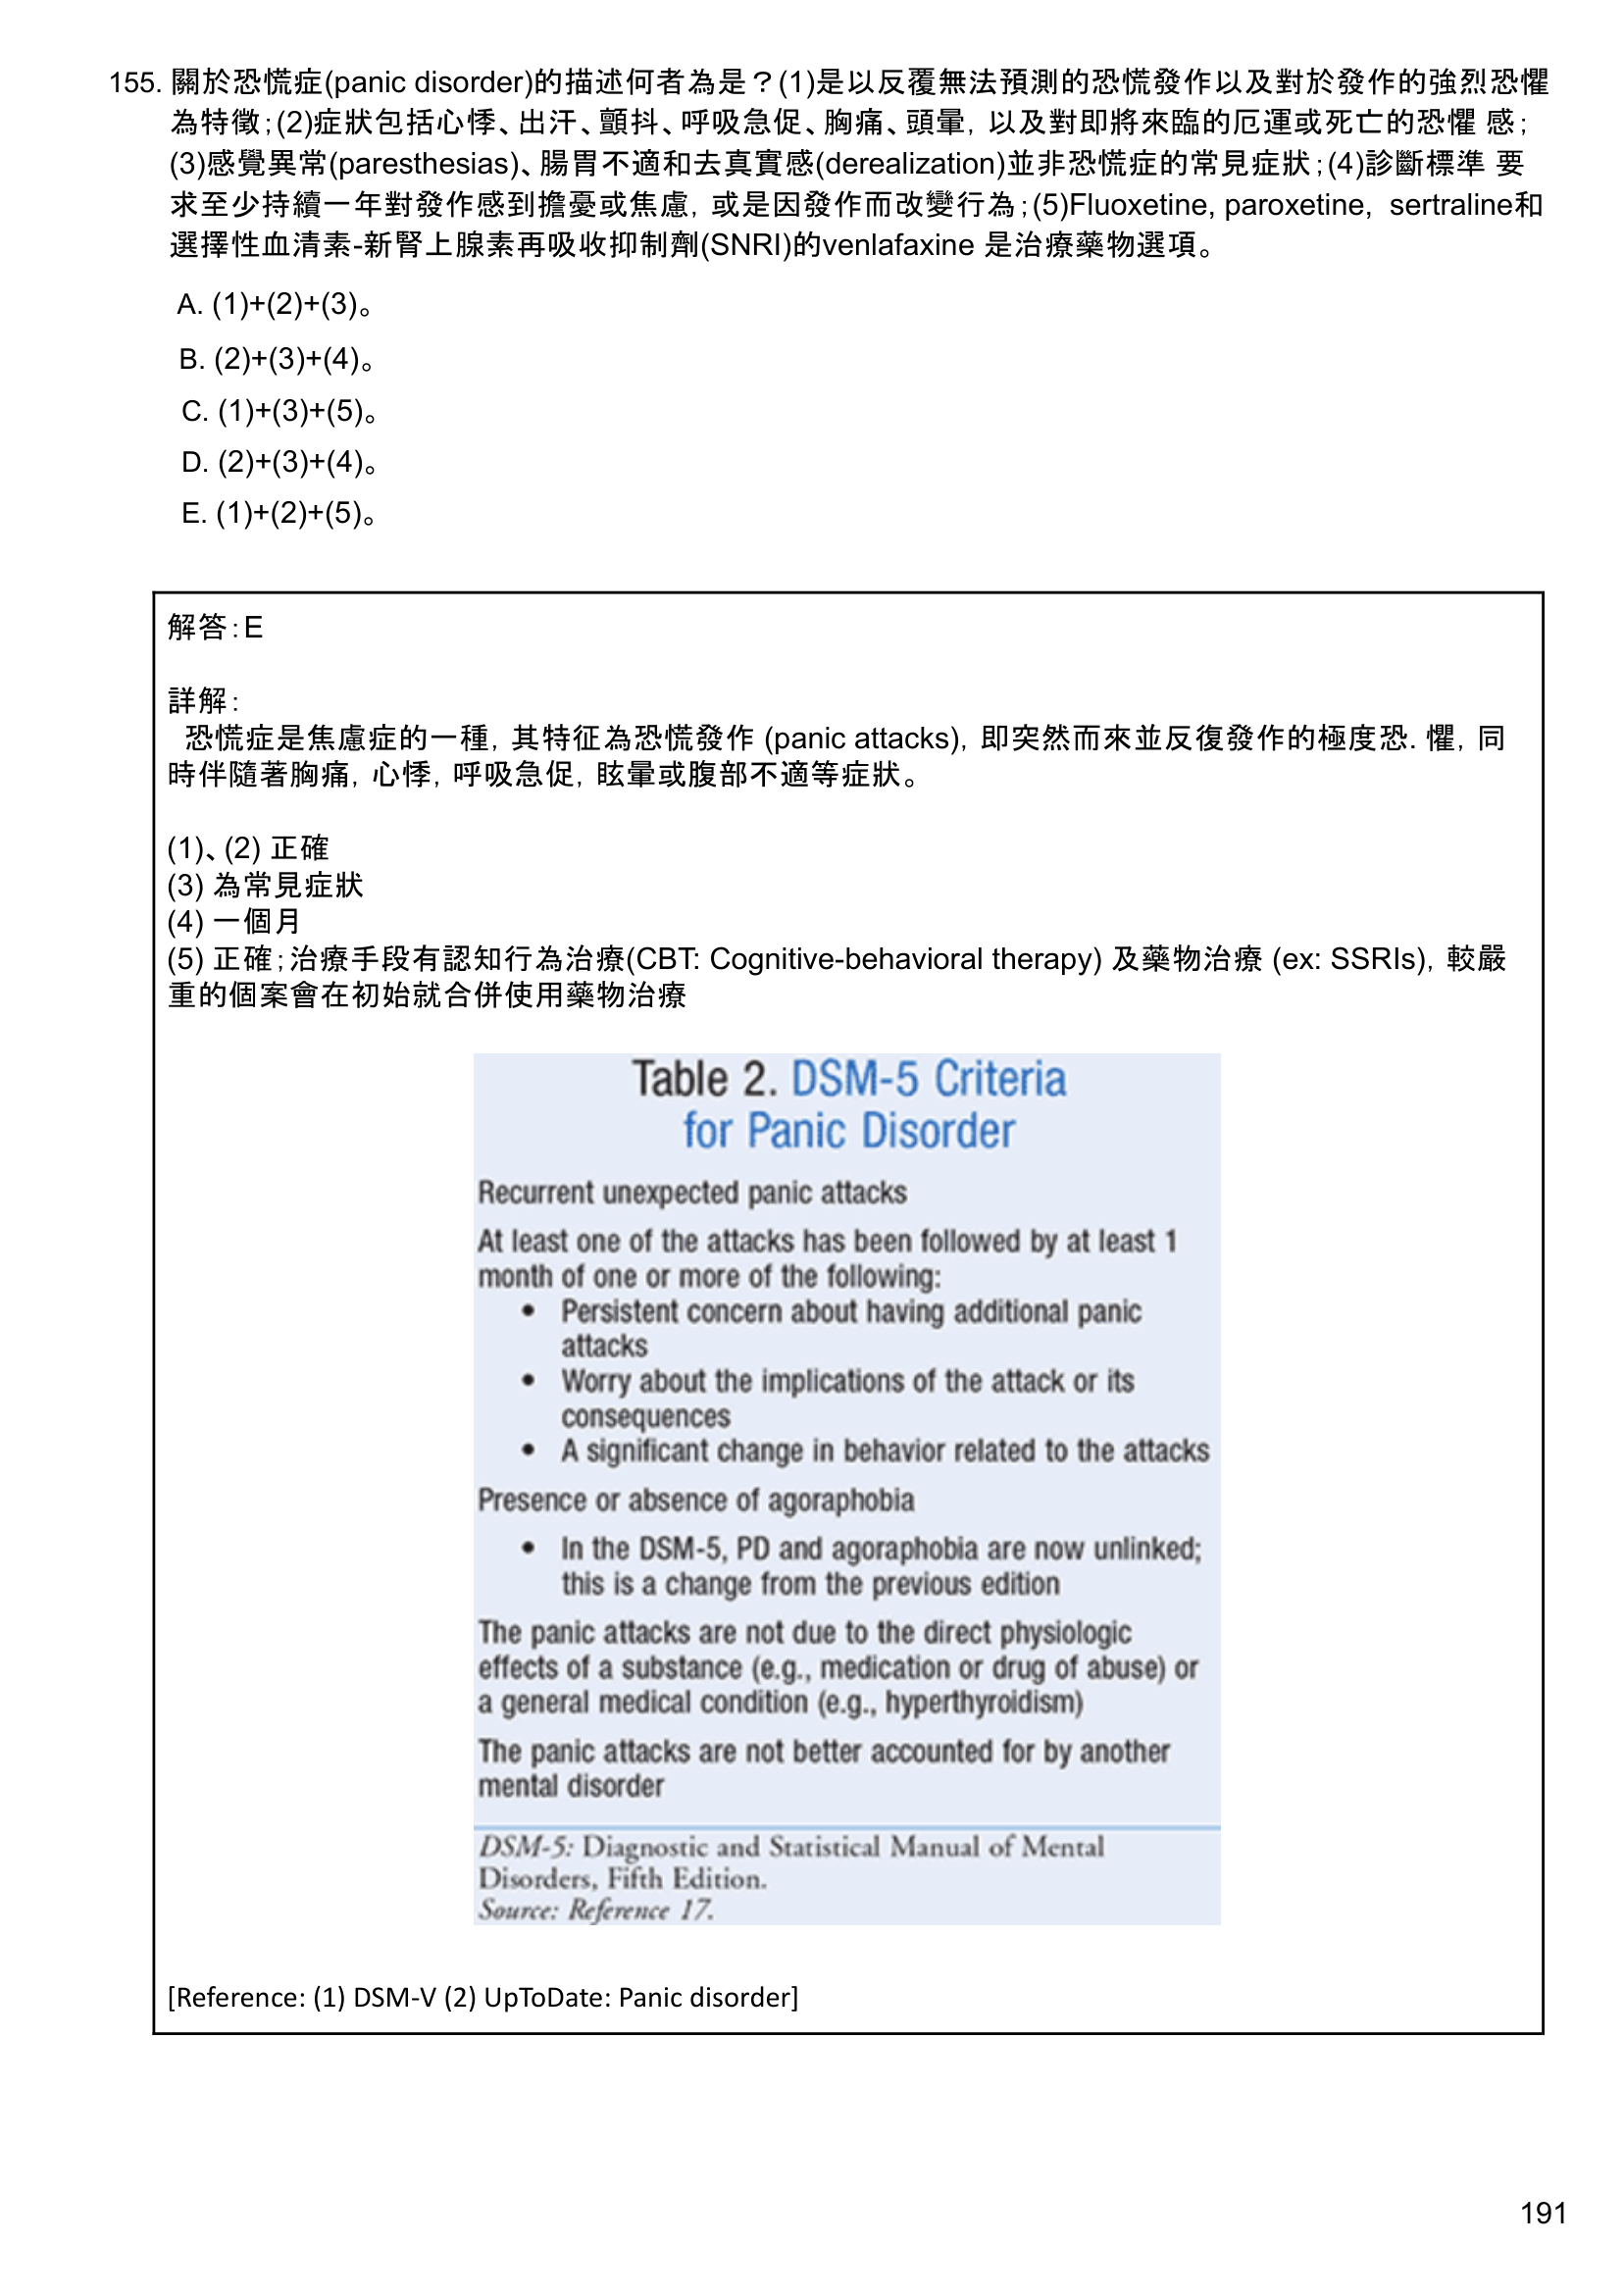 155. 關於恐慌症(panic disorder)的描述何者為是？(1)是以反覆無法預測的恐慌發作以及對於發作的強烈恐懼
為特徵；(2)症狀包括心悸、出汗、顫抖、呼吸急促、胸痛、頭暈，以及對即將來臨的厄運或死亡的恐懼 感；
(3)感覺異常(paresthesias)、腸胃不適和去真實感(derealization)並非恐慌症的常見症狀；(4)診斷標準 要
求至少持續一年對發作感到擔憂或焦慮，或是因發作而改變行為；(5)Fluoxetine, paroxetine, sertraline和
選擇性血清素-新腎上腺素再吸收抑制劑(SNRI)的venlafaxine 是治療藥物選項。
A. (1)+(2)+(3)。
B. (2)+(3)+(4)。
C. (1)+(3)+(5)。
D. (2)+(3)+(4)。
E. (1)+(2)+(5)。
解答：E
詳解：
恐慌症是焦慮症的一種，其特征為恐慌發作 (panic attacks)，即突然而來並反復發作的極度恐. 懼，同
時伴隨著胸痛，心悸，呼吸急促，眩暈或腹部不適等症狀。
(1)、(2) 正確
(3) 為常見症狀
(4) 一個月
(5) 正確；治療手段有認知行為治療(CBT: Cognitive-behavioral therapy) 及藥物治療 (ex: SSRIs)，較嚴
重的個案會在初始就合併使用藥物治療
Table 2. DSM-5 Criteria
for Panic Disorder
Recurrent unexpected panic attacks
At least one of the attacks has been followed by at least 1
month of one or more of the following:
• Persistent concern about having additional panic
attacks
• Worry about the implications of the attack or its
consequences
• A significant change in behavior related to the attacks
Presence or absence of agoraphobia
• In the DSM-5, PD and agoraphobia are now unlinked;
this is a change from the previous edition
The panic attacks are not due to the direct physiologic
effects of a substance (e.g., medication or drug of abuse) or
a general medical condition (e.g., hyperthyroidism)
The panic attacks are not better accounted for by another
mental disorder
DSM-5: Diagnostic and Statistical Manual of Mental
Disorders, Fifth Edition.
Source: Reference 17.
[Reference: (1) DSM-V (2) UpToDate: Panic disorder]
191